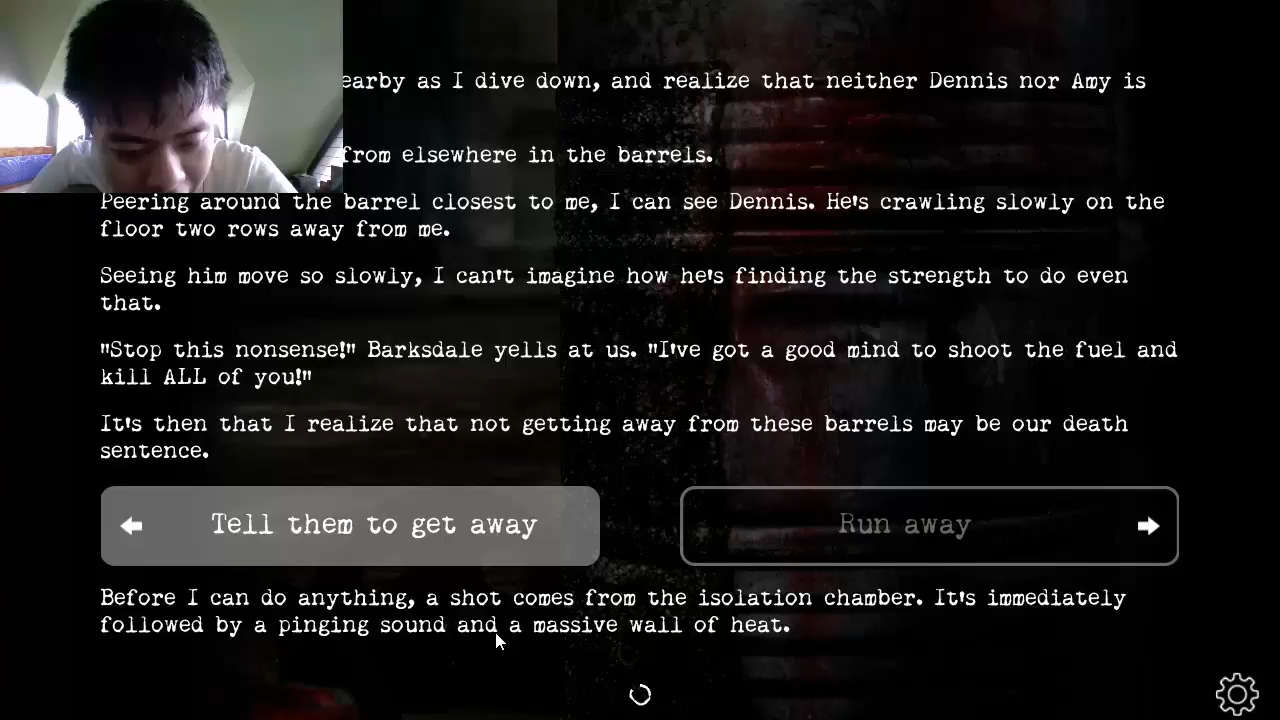 earby as I dive down, and realize that neither Dennis nor Amy is
from elsewhere in the barrels.
Peering around the barrel closest to me, I can see Dennis. He's crawling slowly on the
floor two rows away from me.
Seeing him move so slowly, I can't imagine how he's finding the strength to do even
that.
"Stop this nonsense!" Barksdale yells at us. "I've got a good mind to shoot the fuel and
kill ALL of you!"
It's then that I realize that not getting away from these barrels may be our death
sentence.
Tell them to get away
Run away
Before I can do anything, a shot comes from the isolation chamber. It's immediately
followed by a pinging sound and a massive wall of heat.